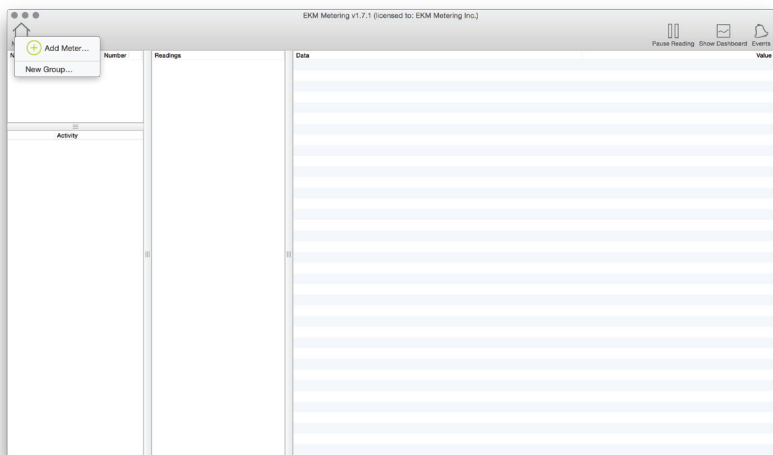 EKM Metering v1.7.1 (licensed to: EKM Metering Inc.)
Add Meter...
New Group...
Pause Reading Show Dashboard Events
Number Readings Data Value
Activity